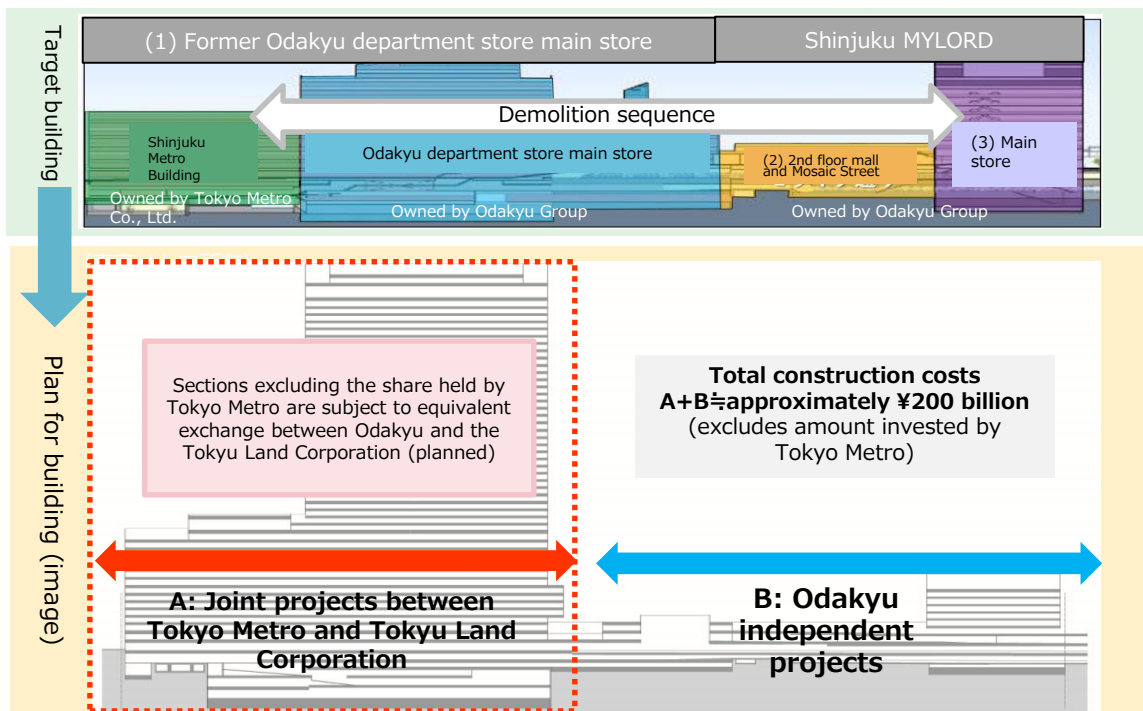 Target building
(1) Former Odakyu department store main store
Shinjuku MYLORD
Demolition sequence
Shinjuku
Metro
Building
Odakyu department store main store
(2) 2nd floor mall
and Mosaic Street
(3) Main
store
Owned by Tokyo Metro
Co., Ltd.
Owned by Odakyu Group
Owned by Odakyu Group
Plan for building (image)
Sections excluding the share held by
Tokyo Metro are subject to equivalent
exchange between Odakyu and the
Tokyu Land Corporation (planned)
Total construction costs
A+B≒approximately ¥200 billion
(excludes amount invested by
Tokyo Metro)
A: Joint projects between
Tokyo Metro and Tokyu Land
Corporation
B: Odakyu
independent
projects